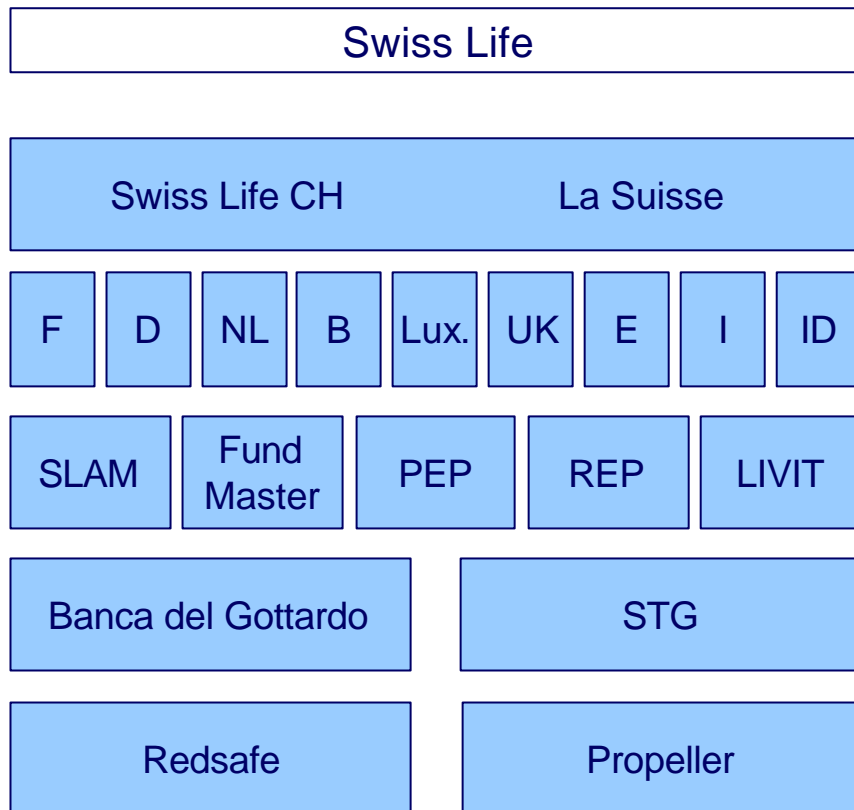 Swiss Life
Swiss Life CH La Suisse
F D NL B Lux. UK E I ID
SLAM Fund Master PEP REP LIVIT
Banca del Gottardo STG
Redsafe Propeller